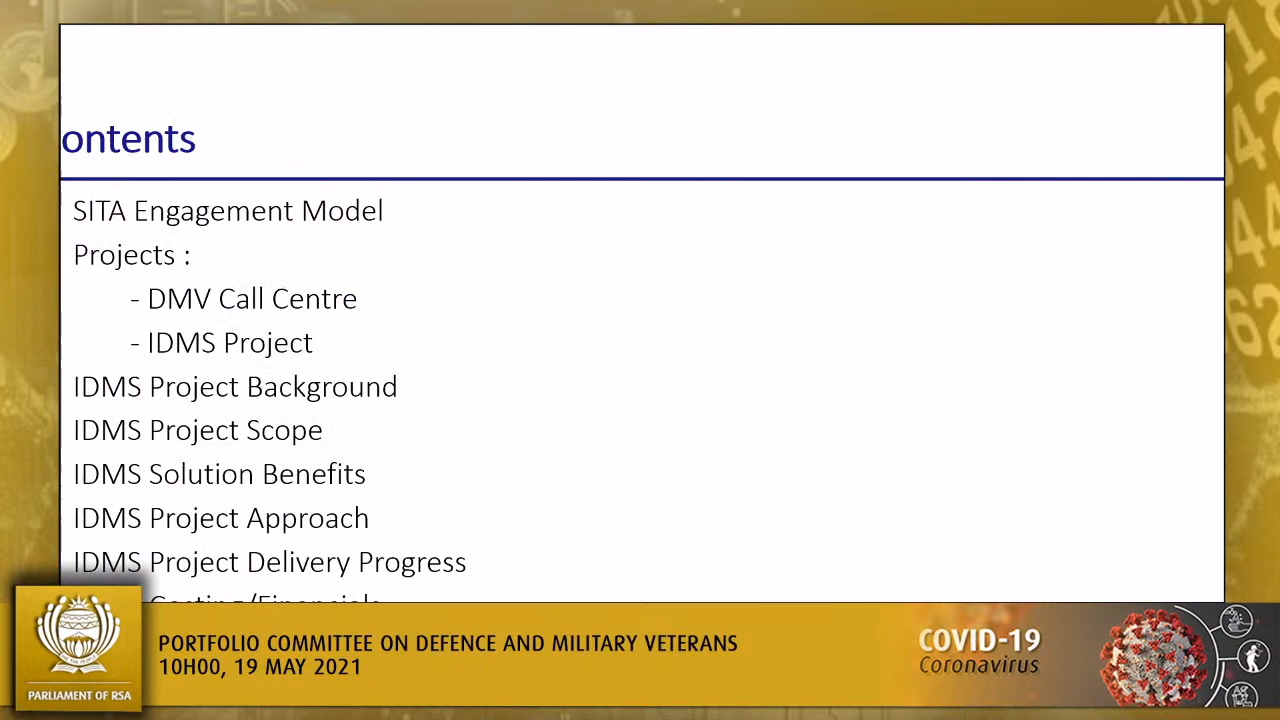 ontents
SITA Engagement Model
Projects :
- DMV Call Centre
- IDMS Project
IDMS Project Background
IDMS Project Scope
IDMS Solution Benefits
IDMS Project Approach
IDMS Project Delivery Progress
Costing/Financials
PORTFOLIO COMMITTEE ON DEFENCE AND MILITARY VETERANS
10H00, 19 MAY 2021
PARLIAMENT OF RSA
COVID-19
Coronavirus